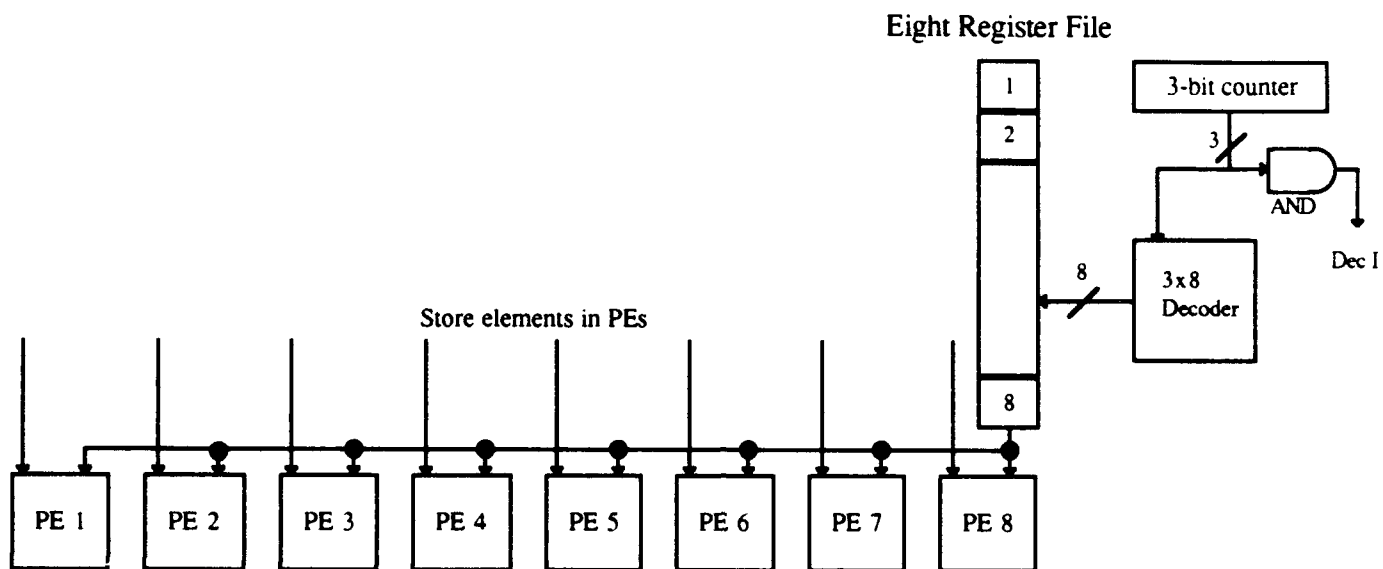 Eight Register File
1
3-bit counter
2
3
AND
Dec I
8
3x8
Decoder
Store elements in PEs
8
PE 1
PE 2
PE 3
PE 4
PE 5
PE 6
PE 7
PE 8